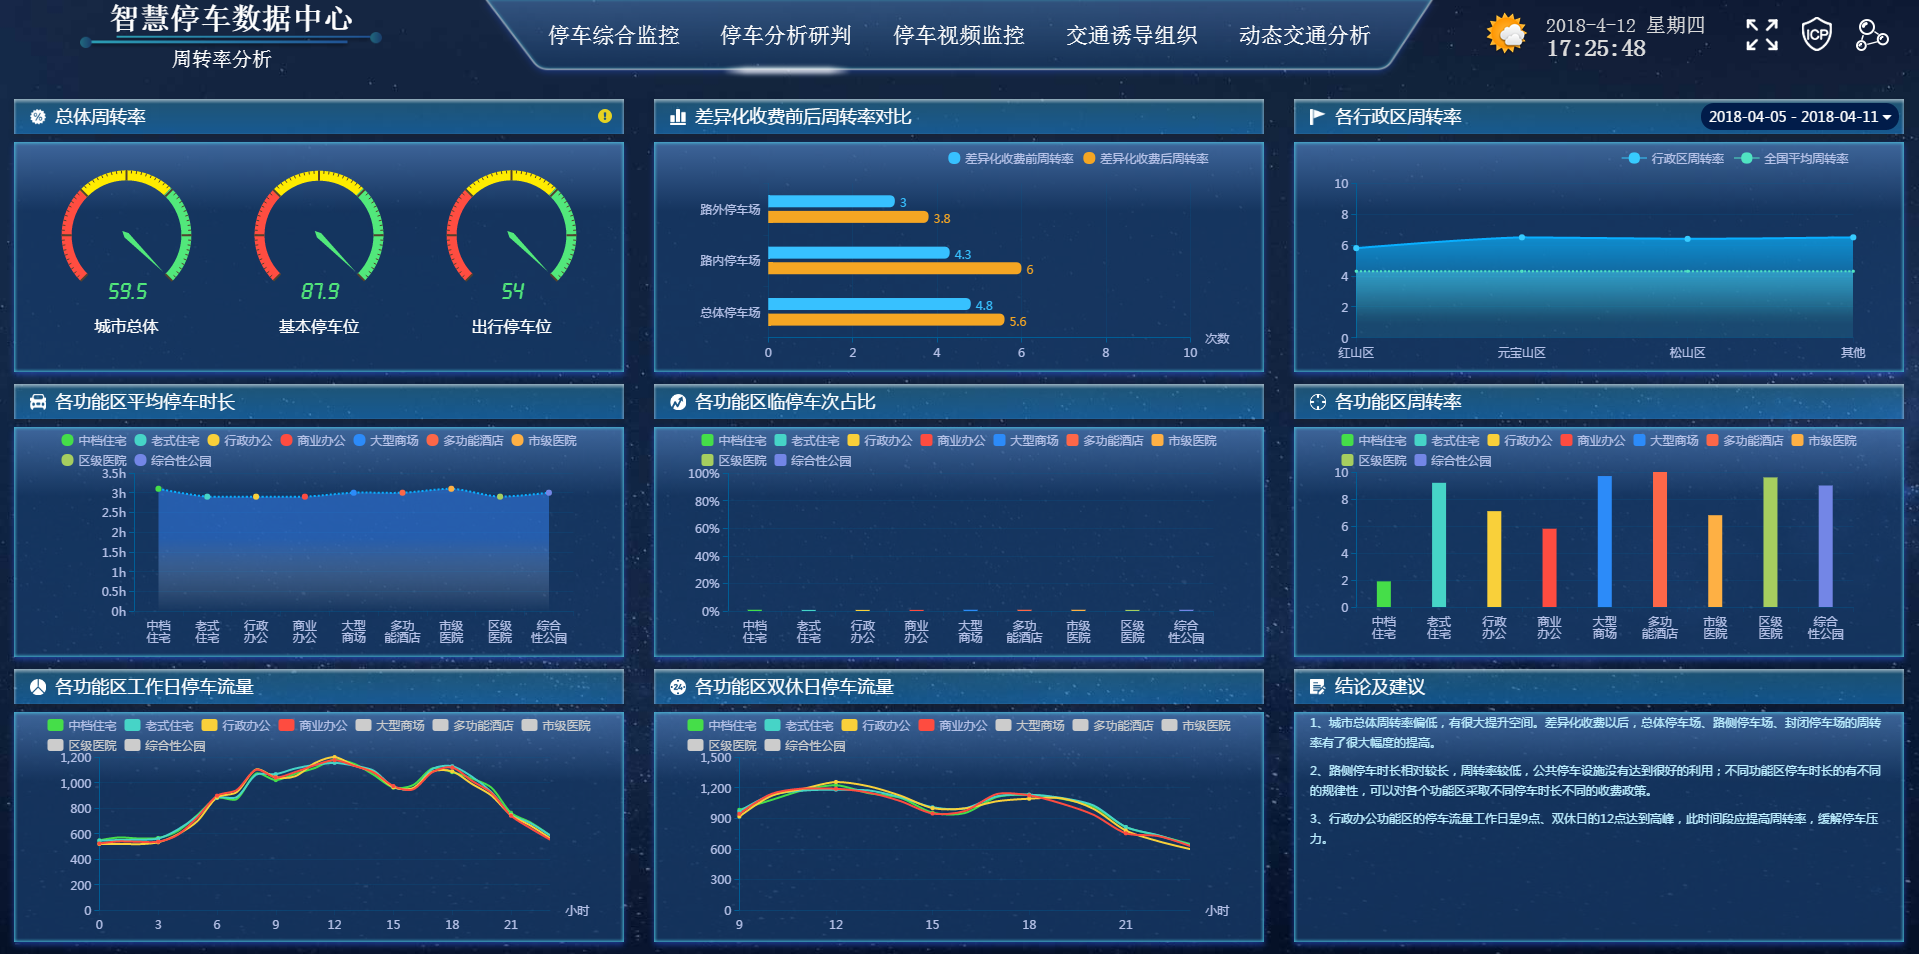 智慧停车数据中心
周转率分析
停车综合监控 停车分析研判 停车视频监控 交通诱导组织 动态交通分析
2018-4-12 星期四
17:25:48
ICP
总体周转率
59.5 87.9 54
城市总体 基本停车位 出行停车位
差异化收费前后周转率对比
差异化收费前周转率 差异化收费后周转率
路外停车场 3
3.8
路内停车场 4.3
6
总体停车场 4.8
5.6
次数
0 2 4 6 8 10
各行政区周转率 2018-04-05 - 2018-04-11
行政区周转率 全国平均周转率
10
8
6
4
2
0
红山区 元宝山区 松山区 其他
各功能区平均停车时长
中档住宅 老式住宅 行政办公 商业办公 大型商场 多功能酒店 市级医院
区级医院 综合性公园
3.5h
3h
2.5h
2h
1.5h
1h
0.5h
0h
中档 老式 行政 商业 大型 多功 市级 区级 综合
住宅 住宅 办公 办公 商场 能酒店 医院 医院 性公园
各功能区临停车次占比
中档住宅 老式住宅 行政办公 商业办公 大型商场 多功能酒店 市级医院
区级医院 综合性公园
100%
80%
60%
40%
20%
0%
中档 老式 行政 商业 大型 多功 市级 区级 综合
住宅 住宅 办公 办公 商场 能酒店 医院 医院 性公园
各功能区周转率
中档住宅 老式住宅 行政办公 商业办公 大型商场 多功能酒店 市级医院
区级医院 综合性公园
10
8
6
4
2
0
中档 老式 行政 商业 大型 多功 市级 区级 综合
住宅 住宅 办公 办公 商场 能酒店 医院 医院 性公园
各功能区工作日停车流量
中档住宅 老式住宅 行政办公 商业办公 大型商场 多功能酒店 市级医院
区级医院 综合性公园
1,200
1,000
800
600
400
200
0
小时
0 3 6 9 12 15 18 21
24
各功能区双休日停车流量
中档住宅 老式住宅 行政办公 商业办公 大型商场 多功能酒店 市级医院
区级医院 综合性公园
1,500
1,200
900
600
300
0
小时
9 12 15 18 21
结论及建议
1、城市总体周转率偏低，有很大提升空间。差异化收费以后，总体停车场、路侧停车场、封闭停车场的周转
率有了很大幅度的提高。
2、路侧停车时长相对较长，周转率较低，公共停车设施没有达到很好的利用；不同功能区停车时长的有不同
的规律性，可以对各个功能区采取不同停车时长不同的收费政策。
3、行政办公功能区的停车流量工作日是9点、双休日的12点达到高峰，此时间段应提高周转率，缓解停车压
力。